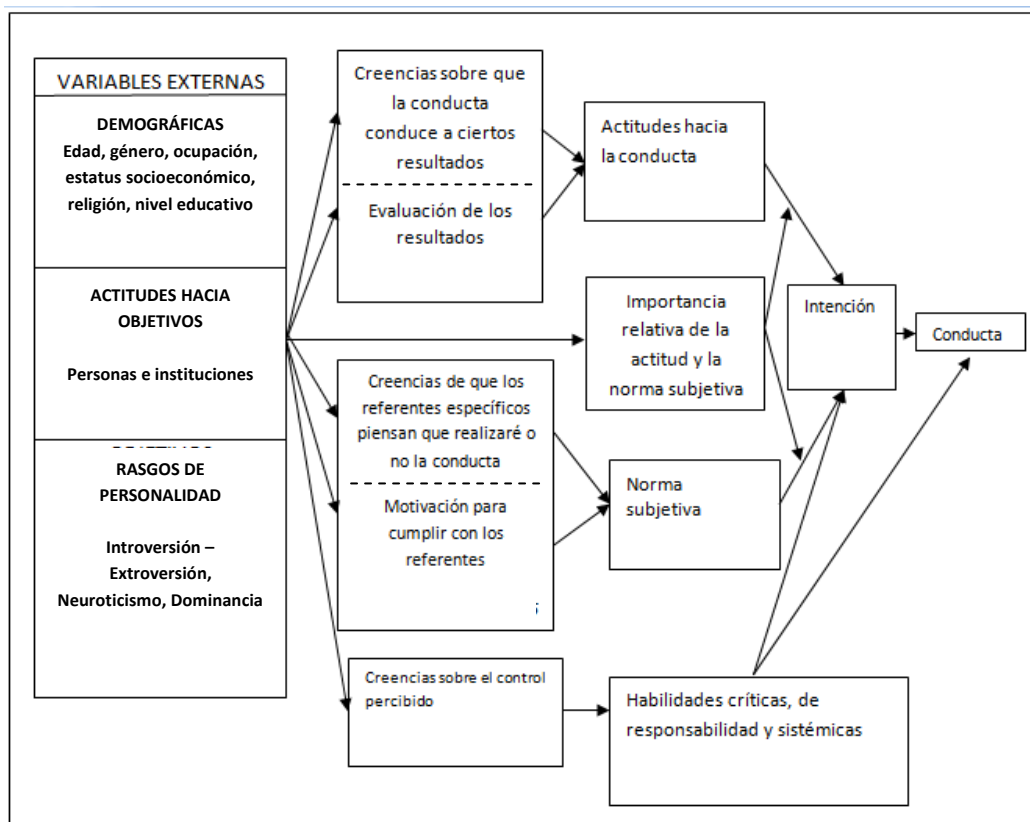 VARIABLES EXTERNAS
DEMOGRÁFICAS
Edad, género, ocupación,
estatus socioeconómico,
religión, nivel educativo
ACTITUDES HACIA
OBJETIVOS
Personas e instituciones
RASGOS DE
PERSONALIDAD
Introversión –
Extroversión,
Neuroticismo, Dominancia
Creencias sobre que
la conducta
conduce a ciertos
resultados
Evaluación de los
resultados
Creencias de que los
referentes específicos
piensan que realizaré o
no la conducta
Motivación para
cumplir con los
referentes
Creencias sobre el control
percibido
Actitudes hacia
la conducta
Importancia
relativa de la
actitud y la
norma subjetiva
Norma
subjetiva
Habilidades críticas, de
responsabilidad y sistémicas
Intención
Conducta